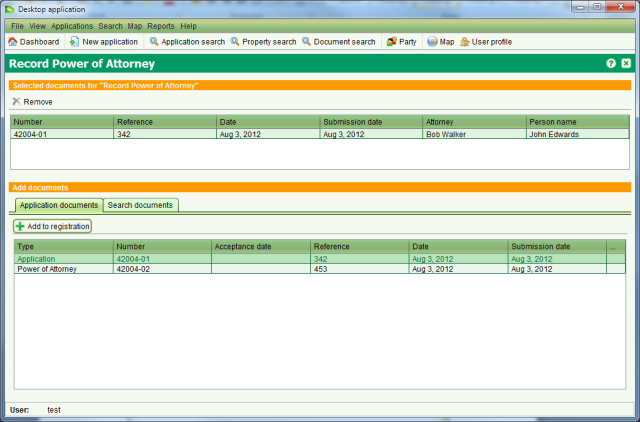 Desktop application
File View Applications Search Map Reports Help
Dashboard New application Application search Property search Document search Party Map User profile
Record Power of Attorney
Selected documents for "Record Power of Attorney"
Remove
Number Reference Date Submission date Attorney Person name
42004-01 342 Aug 3, 2012 Aug 3, 2012 Bob Walker John Edwards
Add documents
Application documents Search documents
Add to registration
Type Number Acceptance date Reference Date Submission date ...
Application 42004-01 342 Aug 3, 2012 Aug 3, 2012
Power of Attorney 42004-02 453 Aug 3, 2012 Aug 3, 2012
User: test